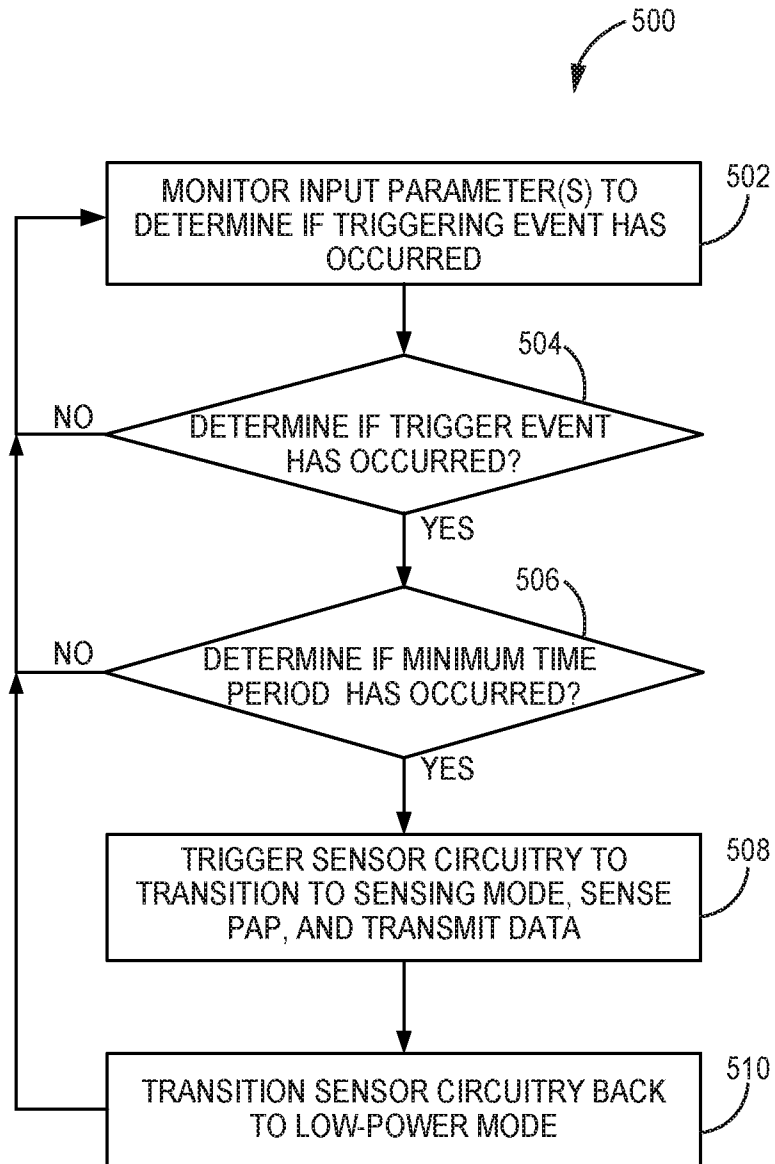 500
MONITOR INPUT PARAMETER(S) TO
DETERMINE IF TRIGGERING EVENT HAS
OCCURRED
502
504
NO
DETERMINE IF TRIGGER EVENT
HAS OCCURRED?
YES
506
NO
DETERMINE IF MINIMUM TIME
PERIOD HAS OCCURRED?
YES
TRIGGER SENSOR CIRCUITRY TO
TRANSITION TO SENSING MODE, SENSE
PAP, AND TRANSMIT DATA
508
TRANSITION SENSOR CIRCUITRY BACK
TO LOW-POWER MODE
510